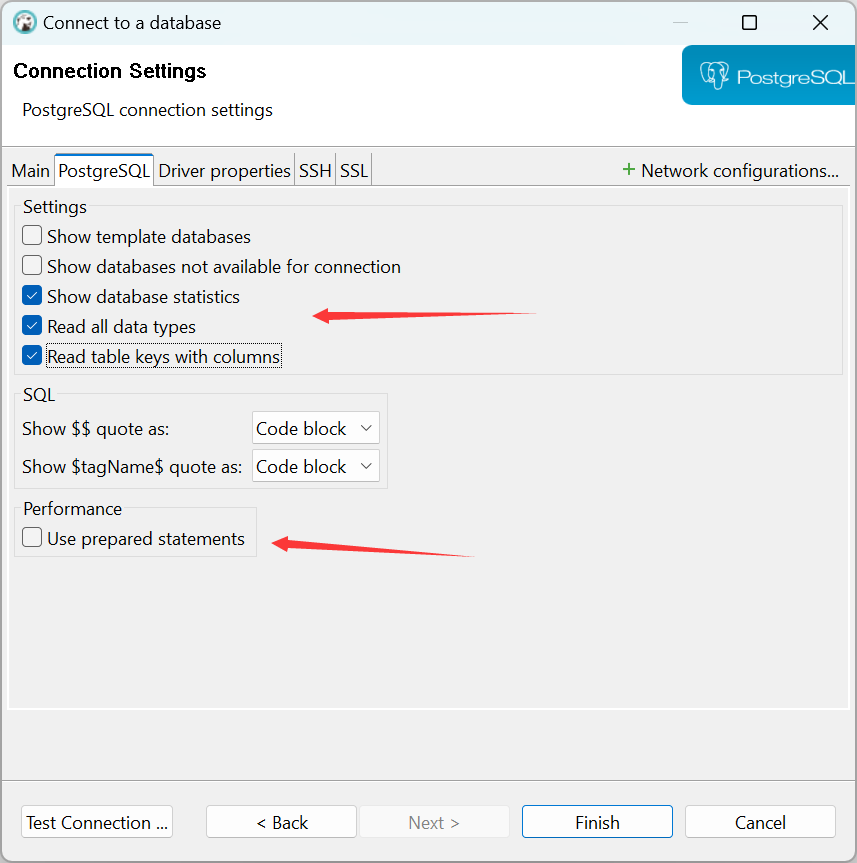 Connect to a database
Connection Settings
PostgreSQL connection settings
PostgreSQL
Main PostgreSQL Driver properties SSH SSL + Network configurations...
Settings
Show template databases
Show databases not available for connection
Show database statistics
Read all data types
Read table keys with columns
SQL
Show $$ quote as: Code block
Show $tagName$ quote as: Code block
Performance
Use prepared statements
Test Connection ... < Back Next > Finish Cancel